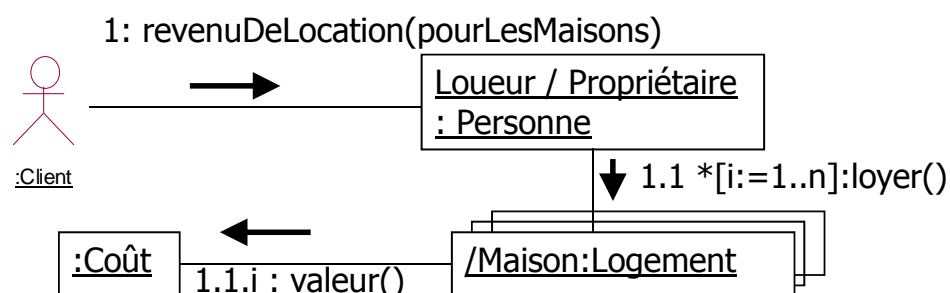 1: revenuDeLocation(pourLesMaisons)
Loueur / Propriétaire
: Personne
:Client
1.1 *[i:=1..n]:loyer()
:Coût
/Maison:Logement
1.1.i : valeur()